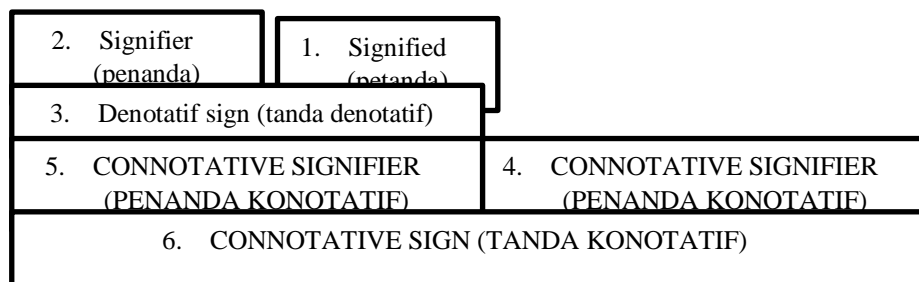 2. Signifier
(penanda)
1. Signified
(petanda)
3. Denotatif sign (tanda denotatif)
5. CONNOTATIVE SIGNIFIER
(PENANDA KONOTATIF)
4. CONNOTATIVE SIGNIFIER
(PENANDA KONOTATIF)
6. CONNOTATIVE SIGN (TANDA KONOTATIF)